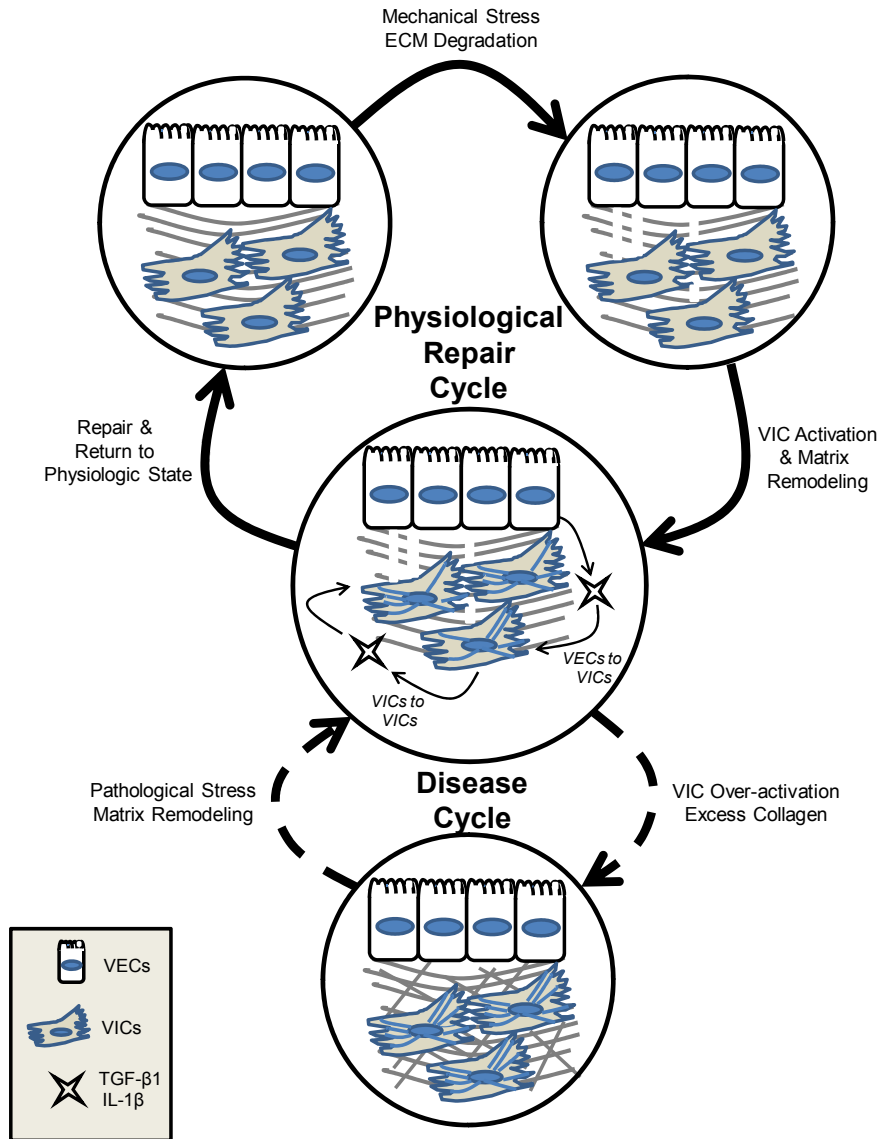 Mechanical Stress
ECM Degradation
Physiological
Repair
Cycle
Repair &
Return to
Physiologic State
VIC Activation
& Matrix
Remodeling
VECs to
VICs
VICs to
VICs
Pathological Stress
Matrix Remodeling
Disease
Cycle
VIC Over-activation
Excess Collagen
VECs
VICs
TGF-β1
IL-1β